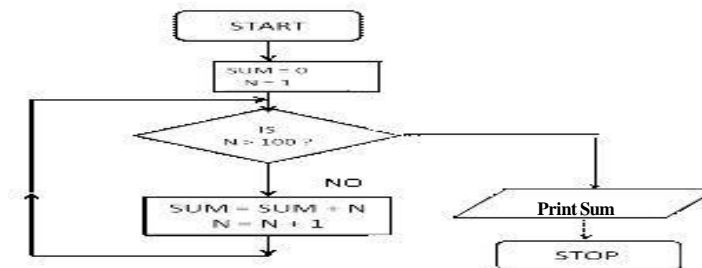 START
SUM = 0
N = 1
IS
N > 100 ?
NO
SUM = SUM + N
N = N + 1
Print Sum
STOP